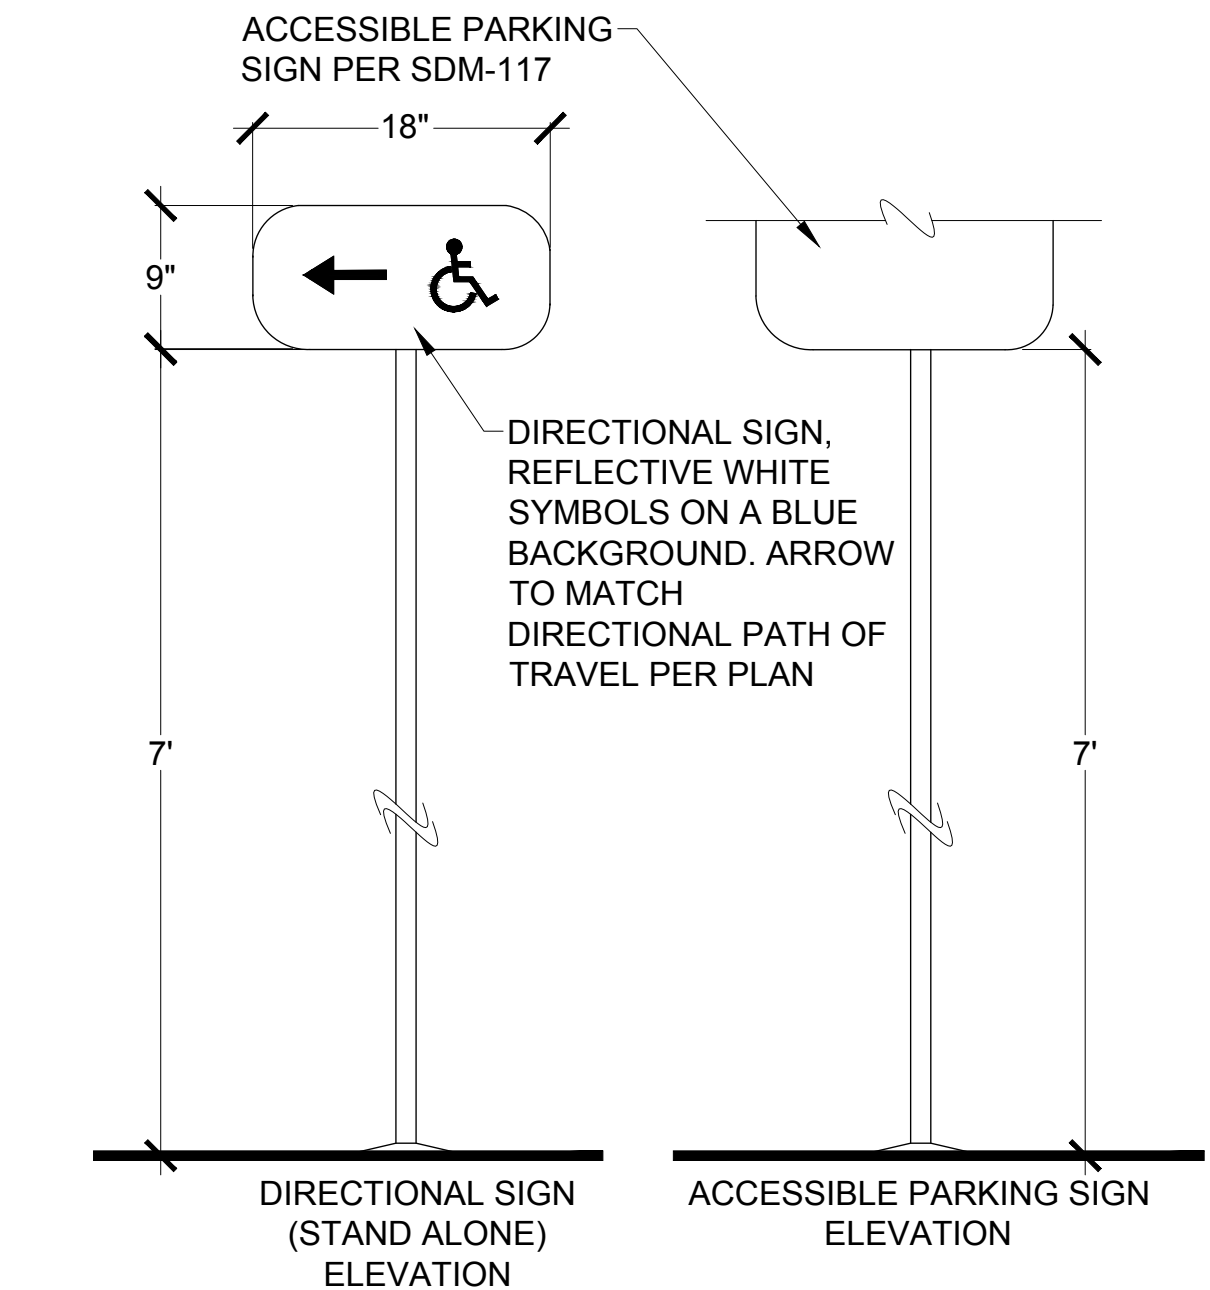 ACCESSIBLE PARKING
SIGN PER SDM-117
18"
9"
DIRECTIONAL SIGN,
REFLECTIVE WHITE
SYMBOLS ON A BLUE
BACKGROUND. ARROW
TO MATCH
DIRECTIONAL PATH OF
TRAVEL PER PLAN
7'
7'
DIRECTIONAL SIGN
(STAND ALONE)
ELEVATION
ACCESSIBLE PARKING SIGN
ELEVATION